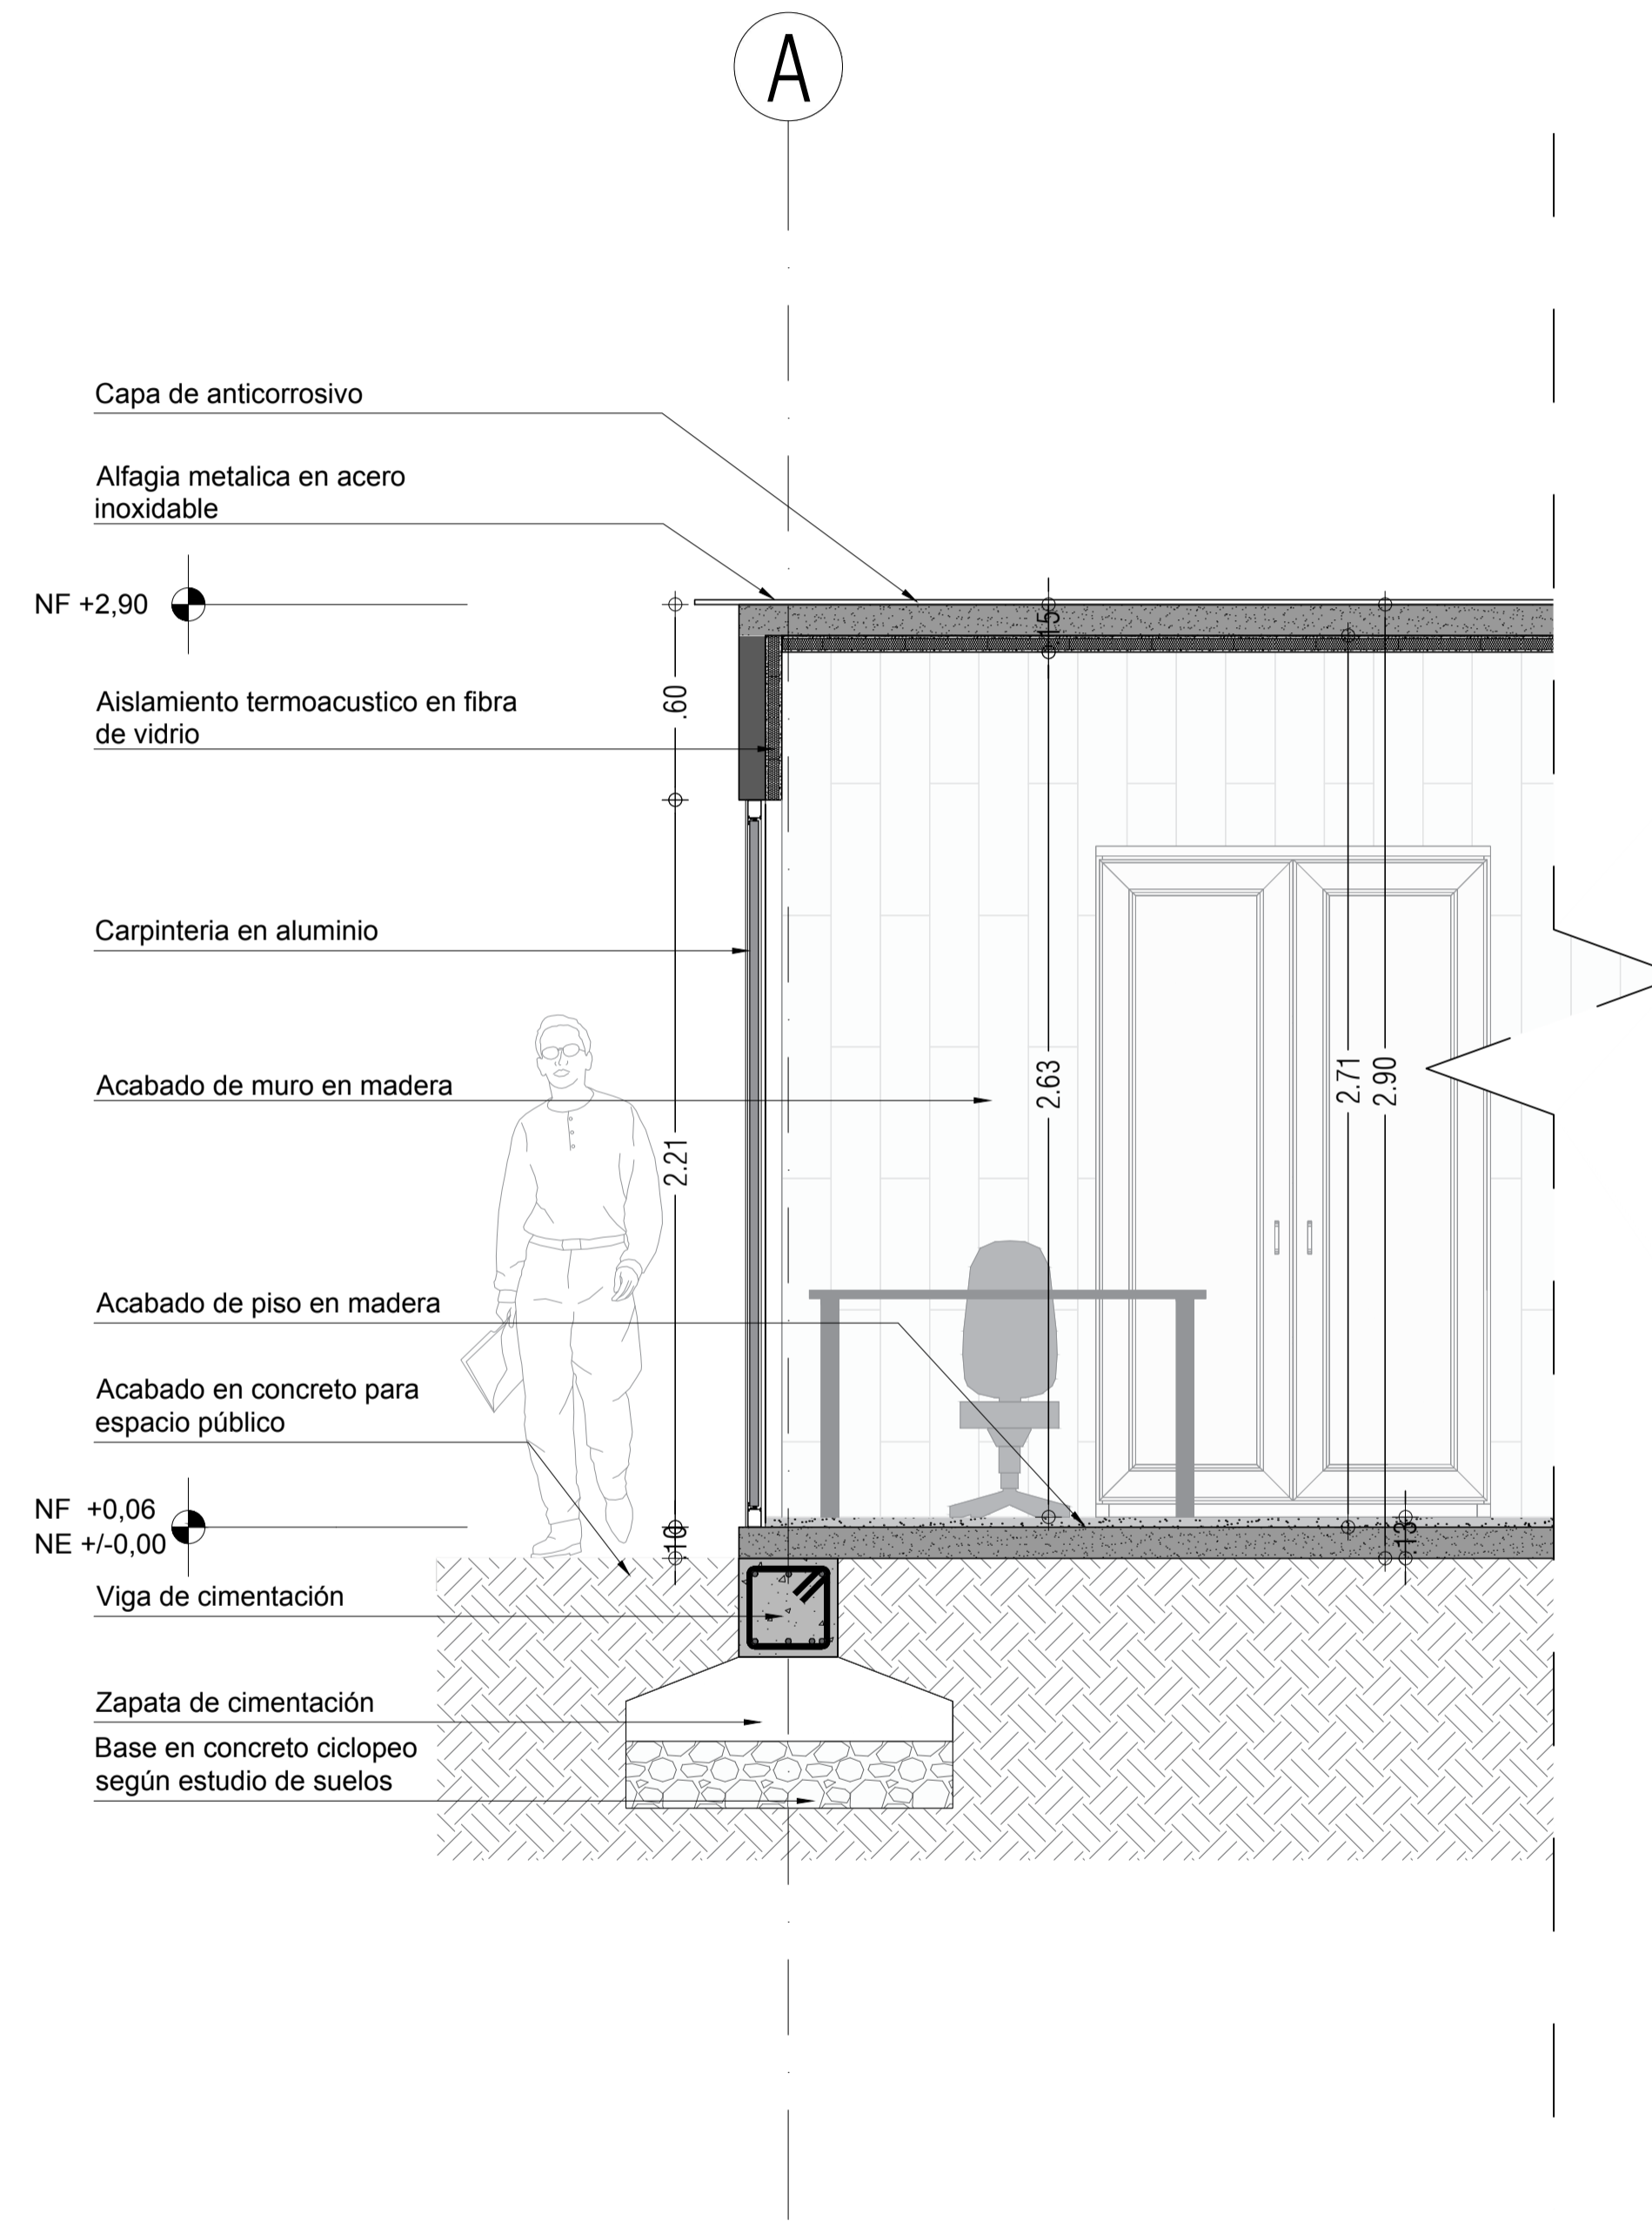 A
Capa de anticorrosivo
Alfagia metalica en acero
inoxidable
NF +2,90
.15
Aislamiento termoacustico en fibra
de vidrio
.60
Carpinteria en aluminio
Acabado de muro en madera
2.21
2.63
2.71
2.90
Acabado de piso en madera
Acabado en concreto para
espacio público
NF +0,06
NE +/-0,00
.10
.13
Viga de cimentación
Zapata de cimentación
Base en concreto ciclopeo
según estudio de suelos